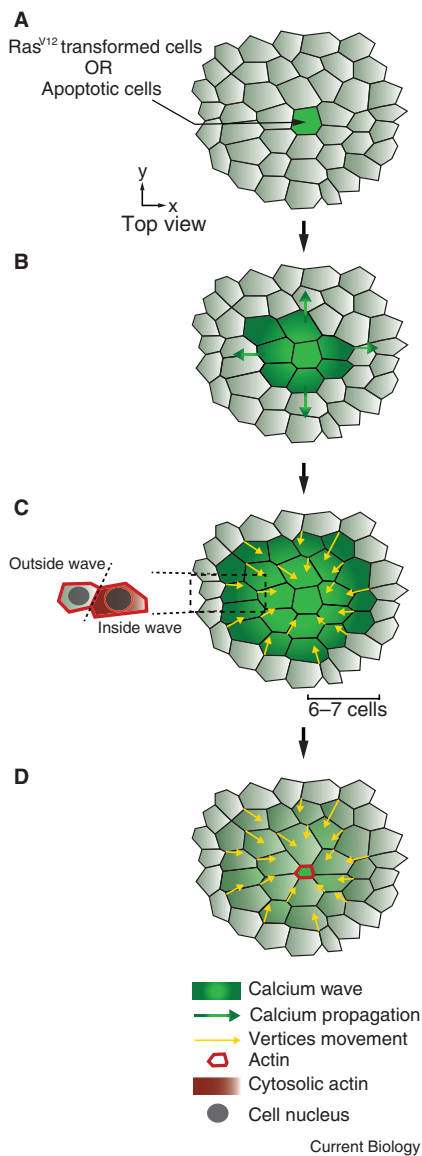 A
Ras^V12 transformed cells
OR
Apoptotic cells
y
x
Top view
B
C
Outside wave
Inside wave
6–7 cells
D
Calcium wave
Calcium propagation
Vertices movement
Actin
Cytosolic actin
Cell nucleus
Current Biology